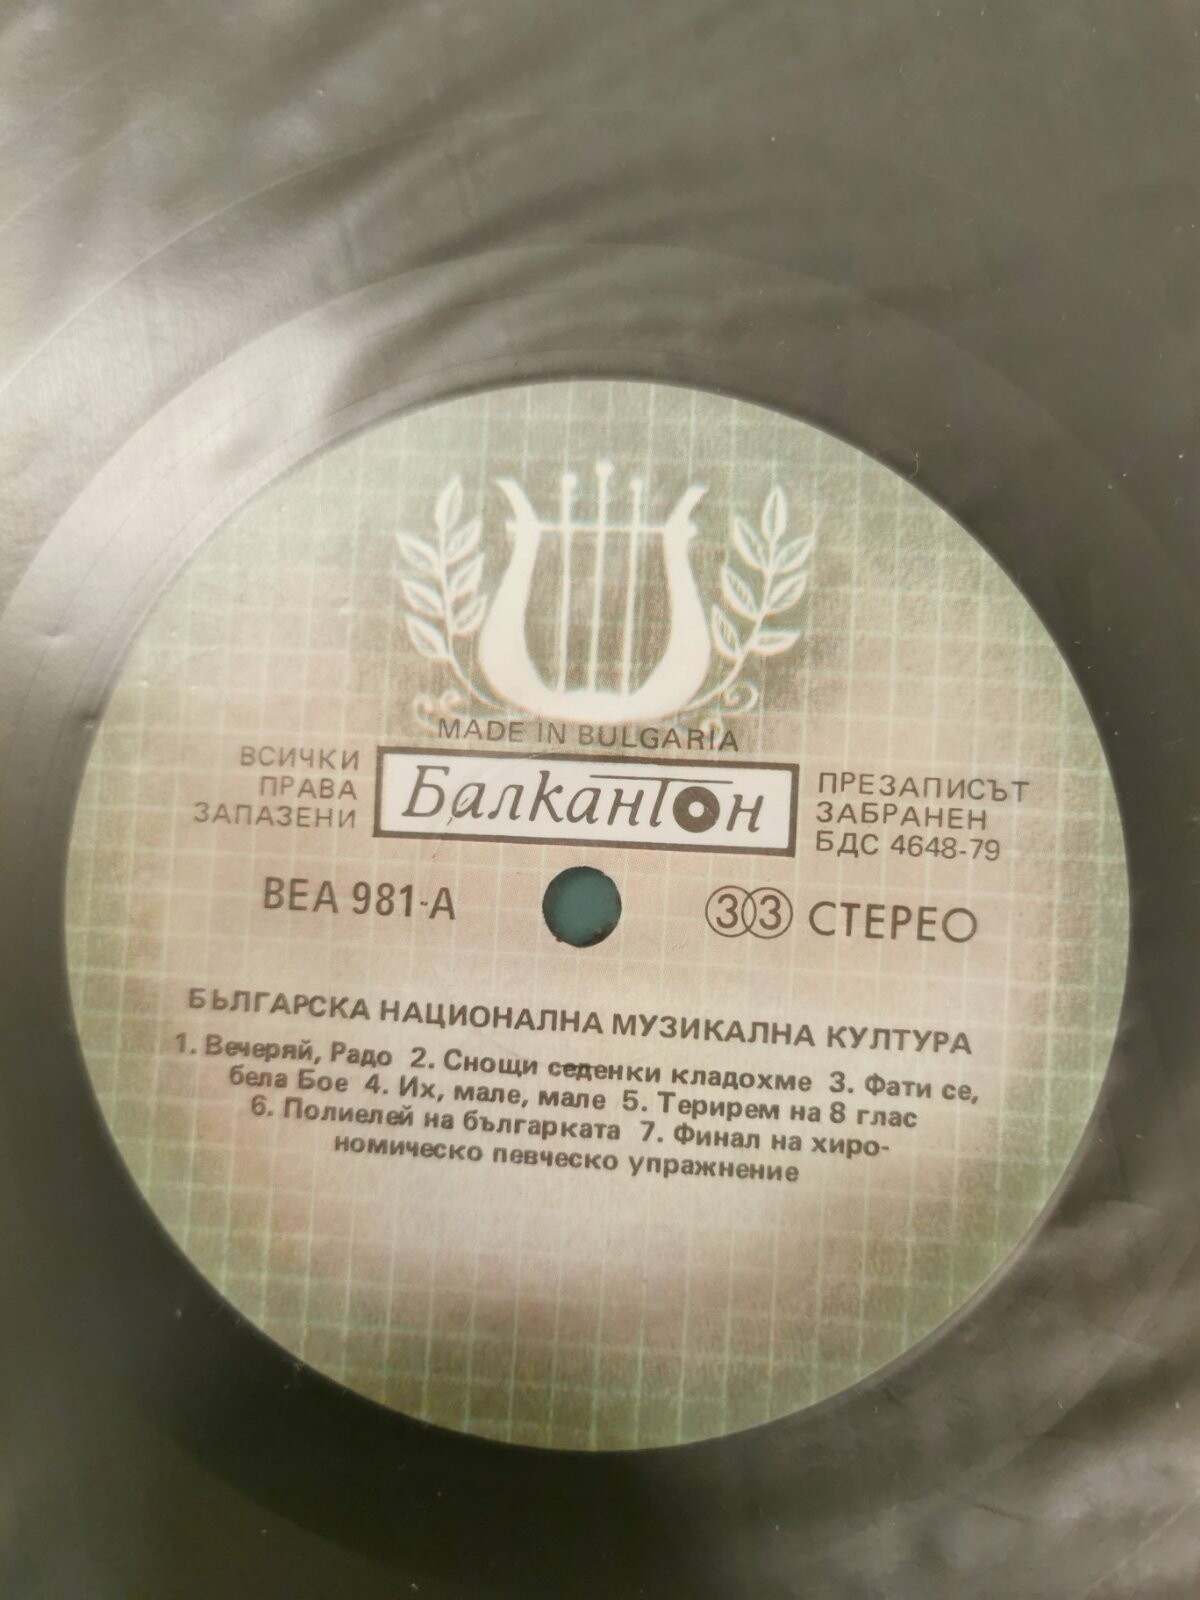 MADE IN BULGARIA
ВСИЧКИ
ПРАВА
ЗАПАЗЕНИ
Балкантон
ПРЕЗАПИСЪТ
ЗАБРАНЕН
БДС 4648-79
ВЕА 981-А
33 СТЕРЕО
БЪЛГАРСКА НАЦИОНАЛНА МУЗИКАЛНА КУЛТУРА
1. Вечеряй, Радо 2. Снощи седенки кладохме 3. Фати се,
бела Бое 4. Их, мале, мале 5. Терирем на 8 глас
6. Полиелей на българката 7. Финал на хиро-
номическо певческо упражнение